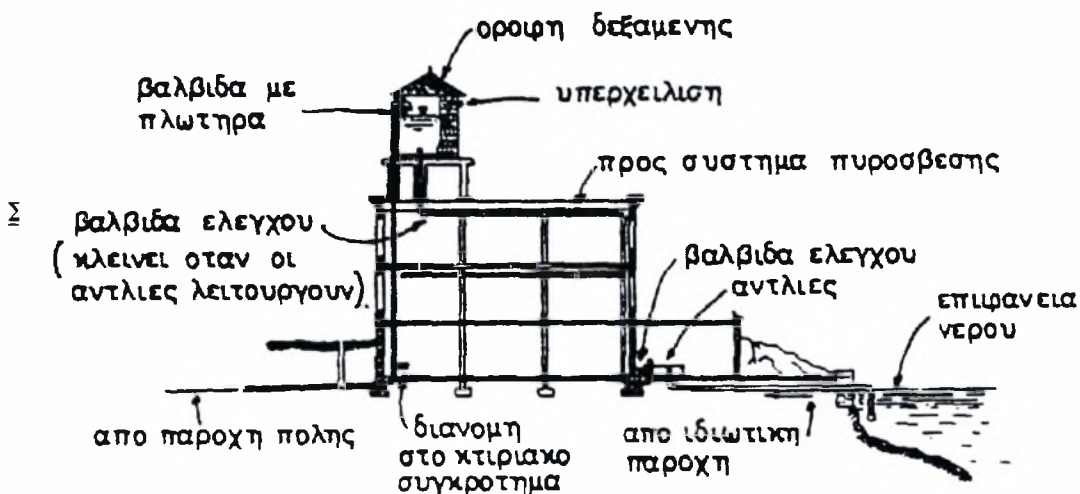 οροφη δεξαμενης
βαλβιδα με
πλωτηρα
υπερχειλιση
προς συστημα πυροσβεσης
Σ
βαλβιδα ελεγχου
(κλεινει οταν οι
αντλιες λειτουργουν)
βαλβιδα ελεγχου
αντλιες
επιφανεια
νερου
απο παροχη πολης
διανομη
στο κτιριακο
συγκροτημα
απο ιδιωτικη
παροχη